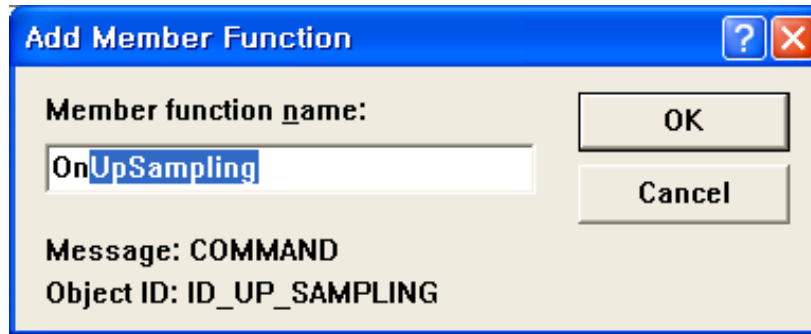 Add Member Function
Member function name:
OK
OnUpSampling
Cancel
Message: COMMAND
Object ID: ID_UP_SAMPLING